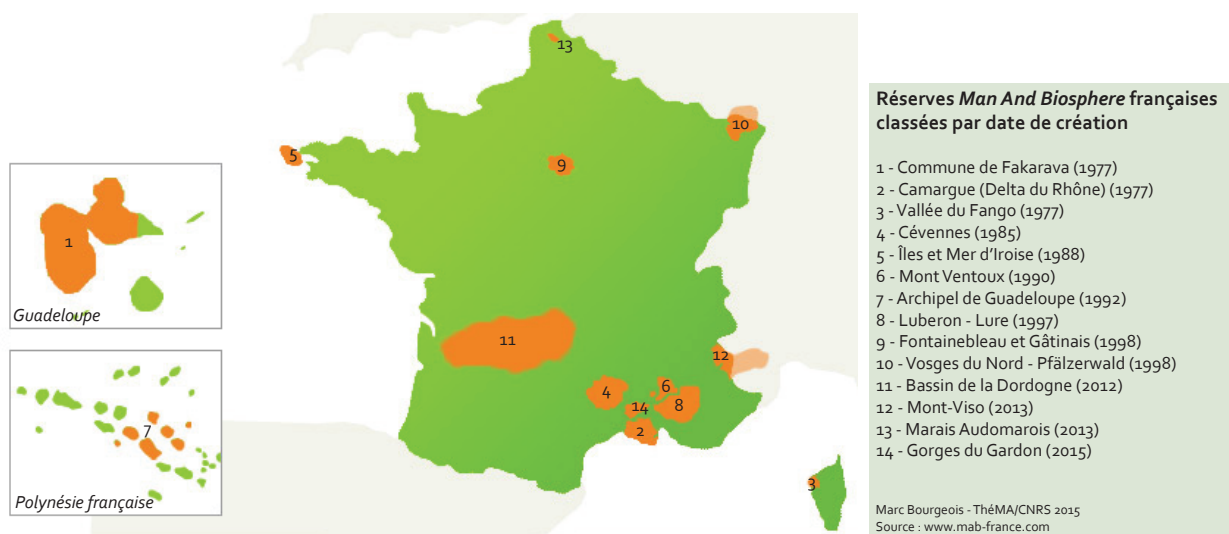 13
10
5
9
1
Guadeloupe
11
12
7
4
6
14
8
2
3
Polynésie française
Réserves Man And Biosphere françaises
classées par date de création
1 - Commune de Fakarava (1977)
2 - Camargue (Delta du Rhône) (1977)
3 - Vallée du Fango (1977)
4 - Cévennes (1985)
5 - Îles et Mer d'Iroise (1988)
6 - Mont Ventoux (1990)
7 - Archipel de Guadeloupe (1992)
8 - Luberon - Lure (1997)
9 - Fontainebleau et Gâtinais (1998)
10 - Vosges du Nord - Pfälzerwald (1998)
11 - Bassin de la Dordogne (2012)
12 - Mont-Viso (2013)
13 - Marais Audomarois (2013)
14 - Gorges du Gardon (2015)
Marc Bourgeois - ThéMA/CNRS 2015
Source : www.mab-france.com